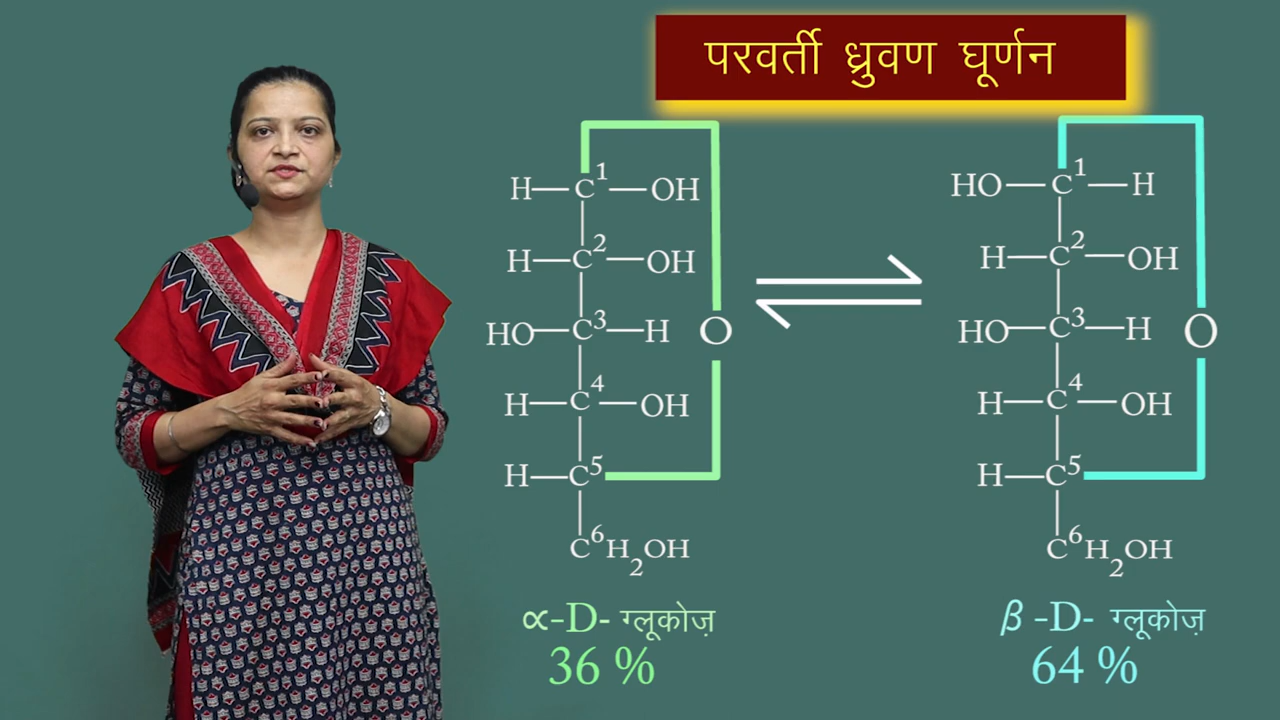 परवर्ती ध्रुवण घूर्णन
H—C1—OH
H—C2—OH
HO—C3—H O
H—C4—OH
H—C5
C6H2OH
∝-D- ग्लूकोज़
36 %
HO—C1—H
H—C2—OH
HO—C3—H O
H—C4—OH
H—C5
C6H2OH
β -D- ग्लूकोज़
64 %